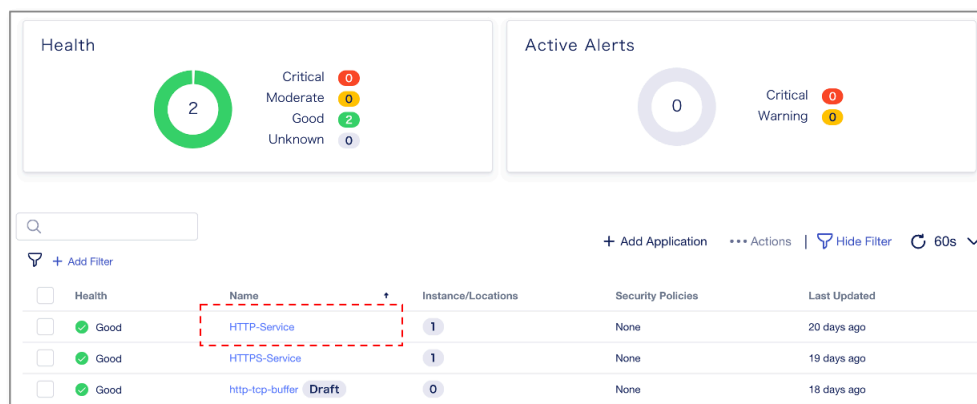 Health
Critical 0
Moderate 0
Good 2
Unknown 0
2
Active Alerts
Critical 0
Warning 0
0
+ Add Application ••• Actions | Hide Filter 60s
+ Add Filter
Health Name Instance/Locations Security Policies Last Updated
Good HTTP-Service 1 None 20 days ago
Good HTTPS-Service 1 None 19 days ago
Good http-tcp-buffer Draft 0 None 18 days ago